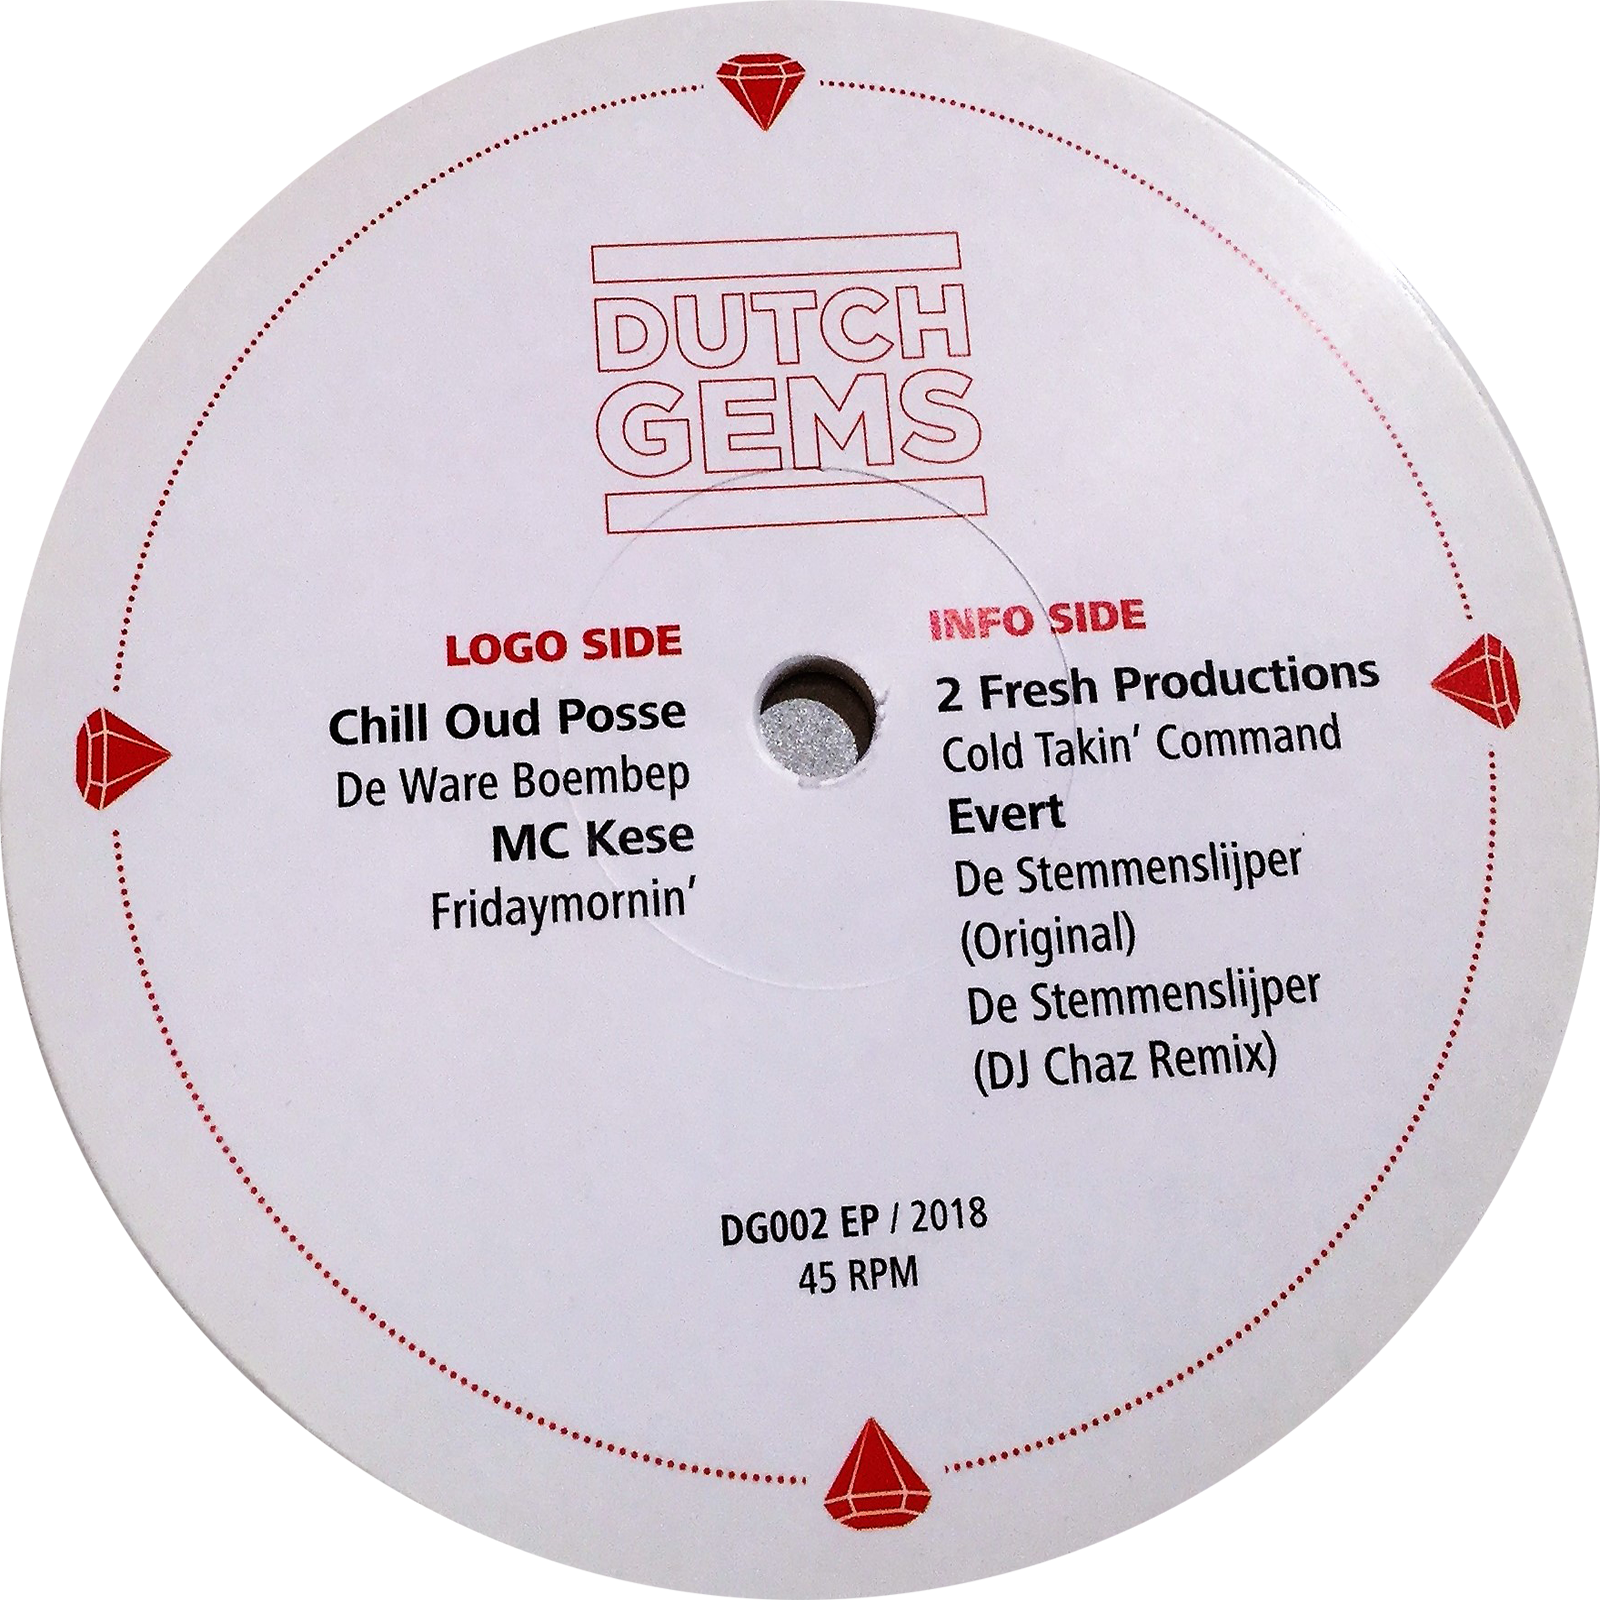 DUTCH
GEMS
LOGO SIDE
Chill Oud Posse
De Ware Boembep
MC Kese
Fridaymornin’
INFO SIDE
2 Fresh Productions
Cold Takin’ Command
Evert
De Stemmenslijper
(Original)
De Stemmenslijper
(DJ Chaz Remix)
DG002 EP / 2018
45 RPM